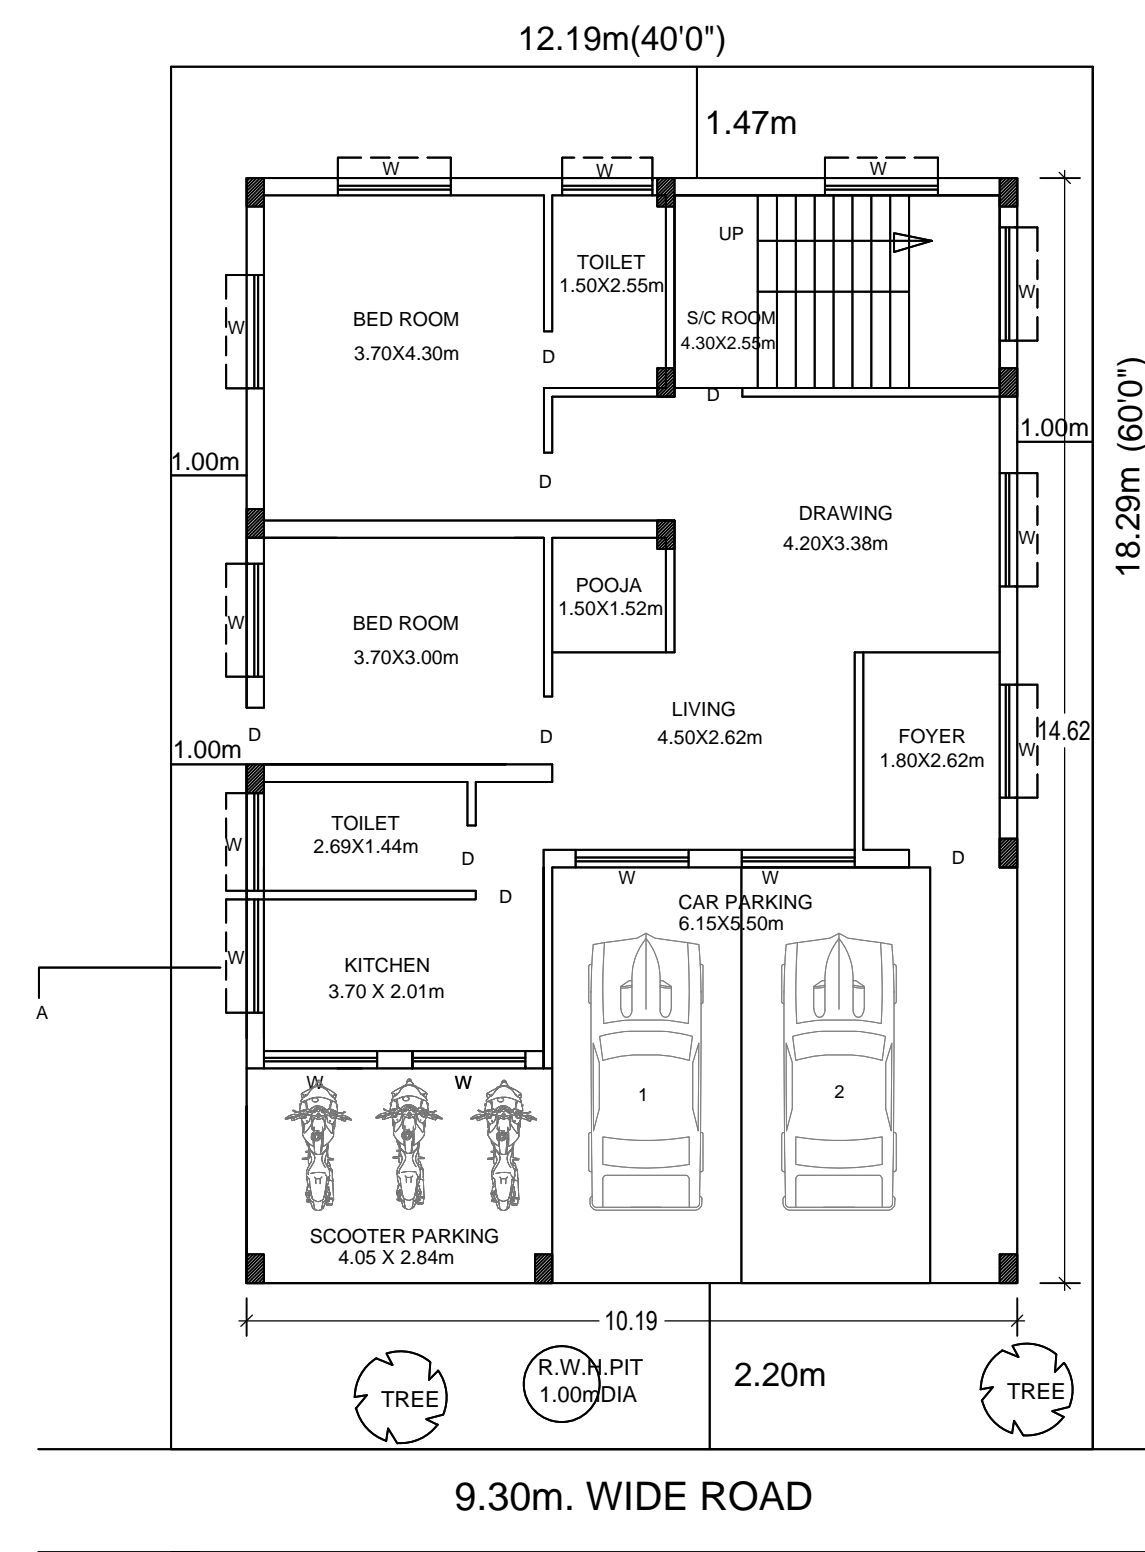 12.19m(40'0")
1.47m
W
W
W
UP
TOILET
1.50X2.55m
W
BED ROOM
3.70X4.30m
S/C ROOM
4.30X2.55m
W
D
D
1.00m
1.00m
18.29m (60'0")
D
DRAWING
4.20X3.38m
W
POOJA
1.50X1.52m
BED ROOM
3.70X3.00m
W
LIVING
4.50X2.62m
FOYER
1.80X2.62m
W
14.62
D
D
1.00m
TOILET
2.69X1.44m
W
D
D
D
W
W
CAR PARKING
6.15X5.50m
KITCHEN
3.70 X 2.01m
W
A
W
W
1
2
SCOOTER PARKING
4.05 X 2.84m
10.19
R.W.H.PIT
1.00mDIA
2.20m
TREE
TREE
9.30m. WIDE ROAD